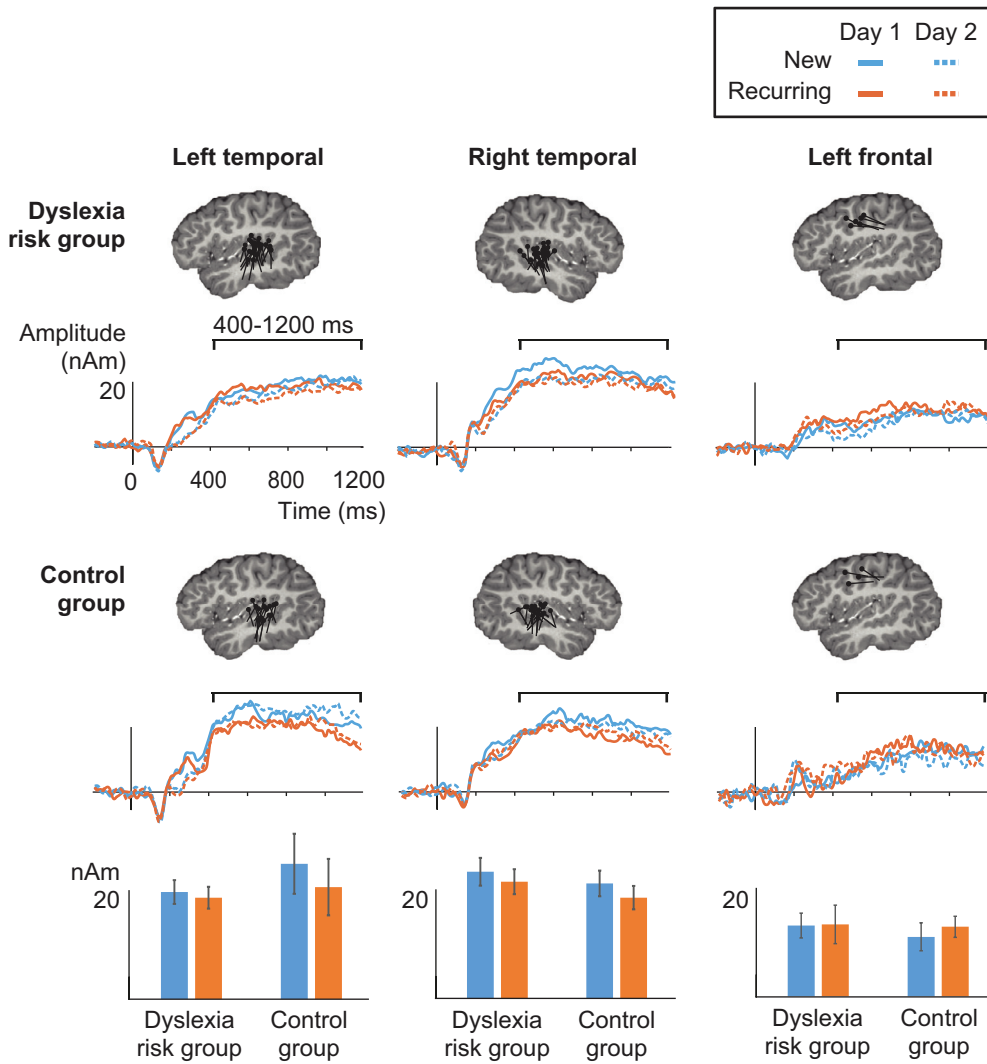 Day 1 Day 2
New
Recurring
Left temporal
Right temporal
Left frontal
Dyslexia
risk group
Amplitude
(nAm)
400-1200 ms
20
0
400
800
1200
Time (ms)
Control
group
nAm
20
20
20
Dyslexia
risk group
Control
group
Dyslexia
risk group
Control
group
Dyslexia
risk group
Control
group